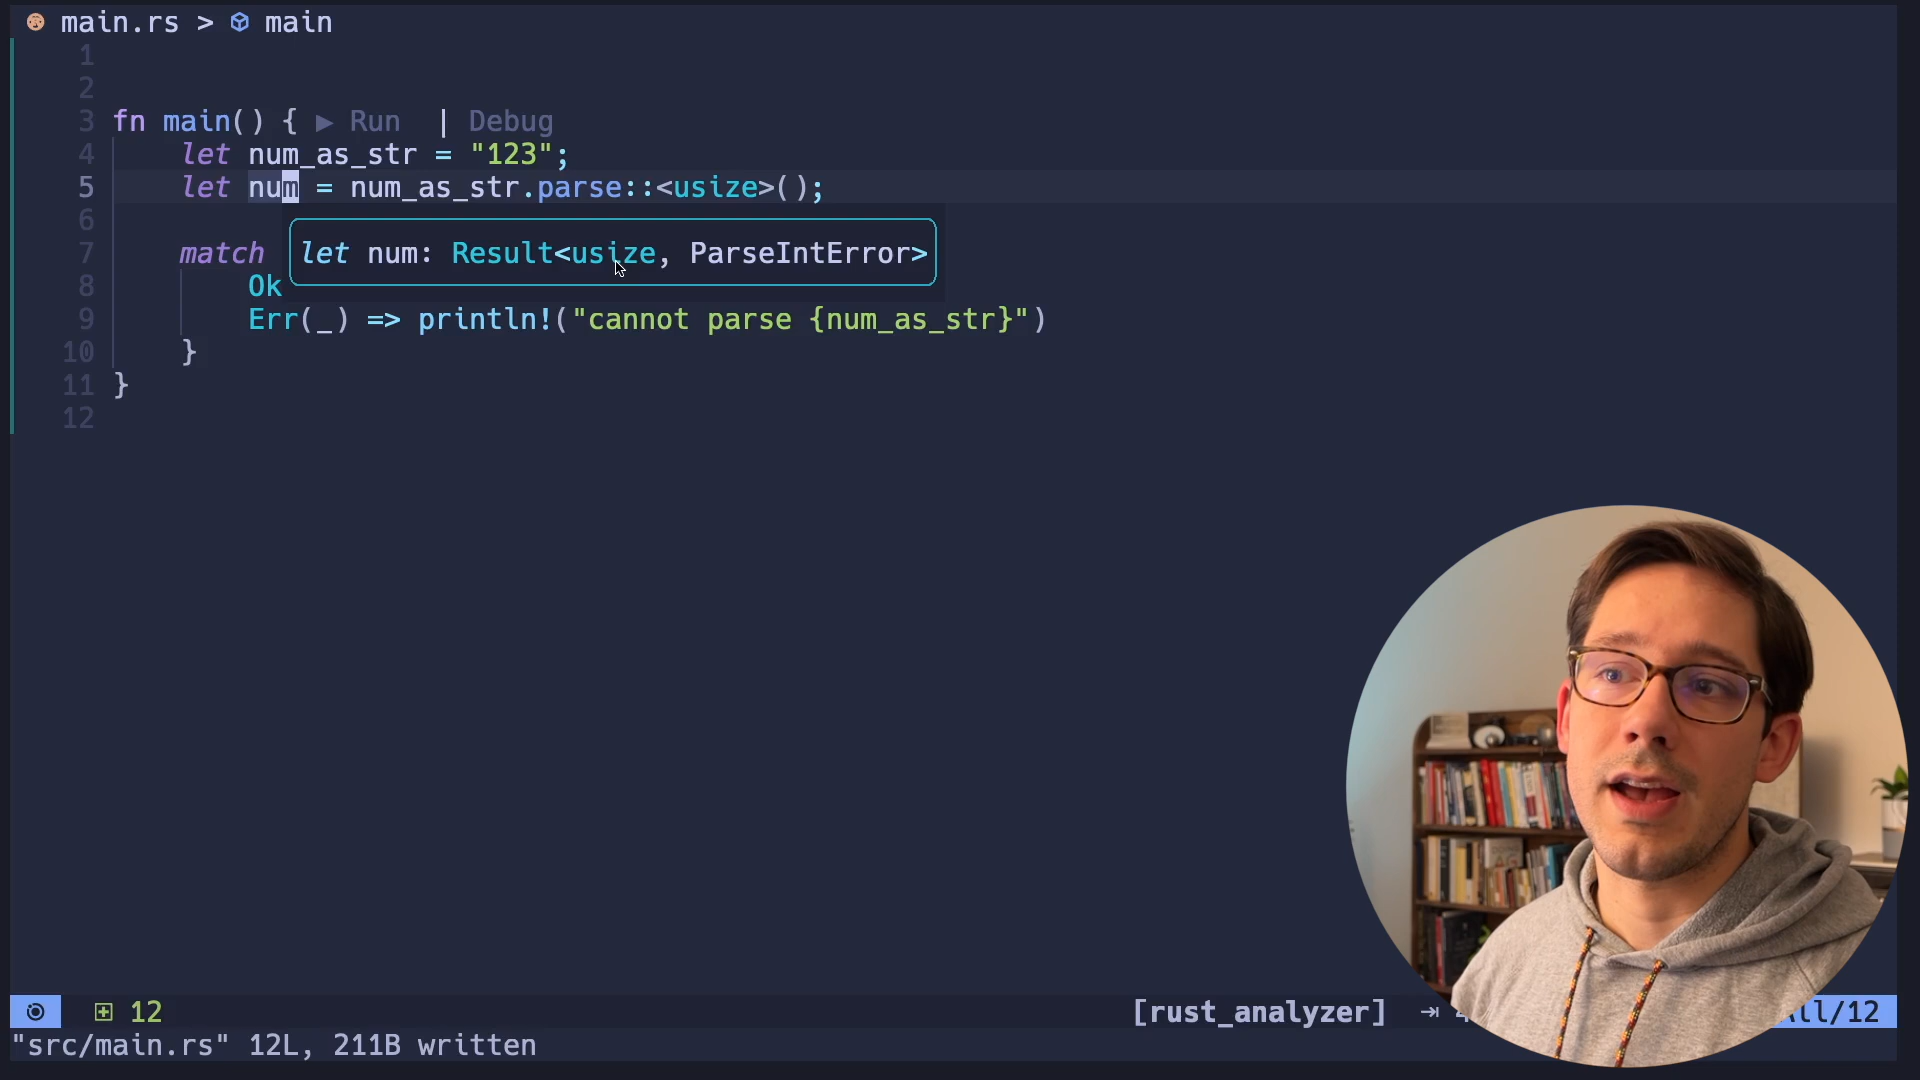 main.rs > main
1
2
3 fn main() { ▶ Run | Debug
4 let num_as_str = "123";
5 let num = num_as_str.parse::<usize>();
6
7 match let num: Result<usize, ParseIntError>
8 Ok
9 Err(_) => println!("cannot parse {num_as_str}")
10 }
11 }
12
12 [rust_analyzer] All/12
"src/main.rs" 12L, 211B written